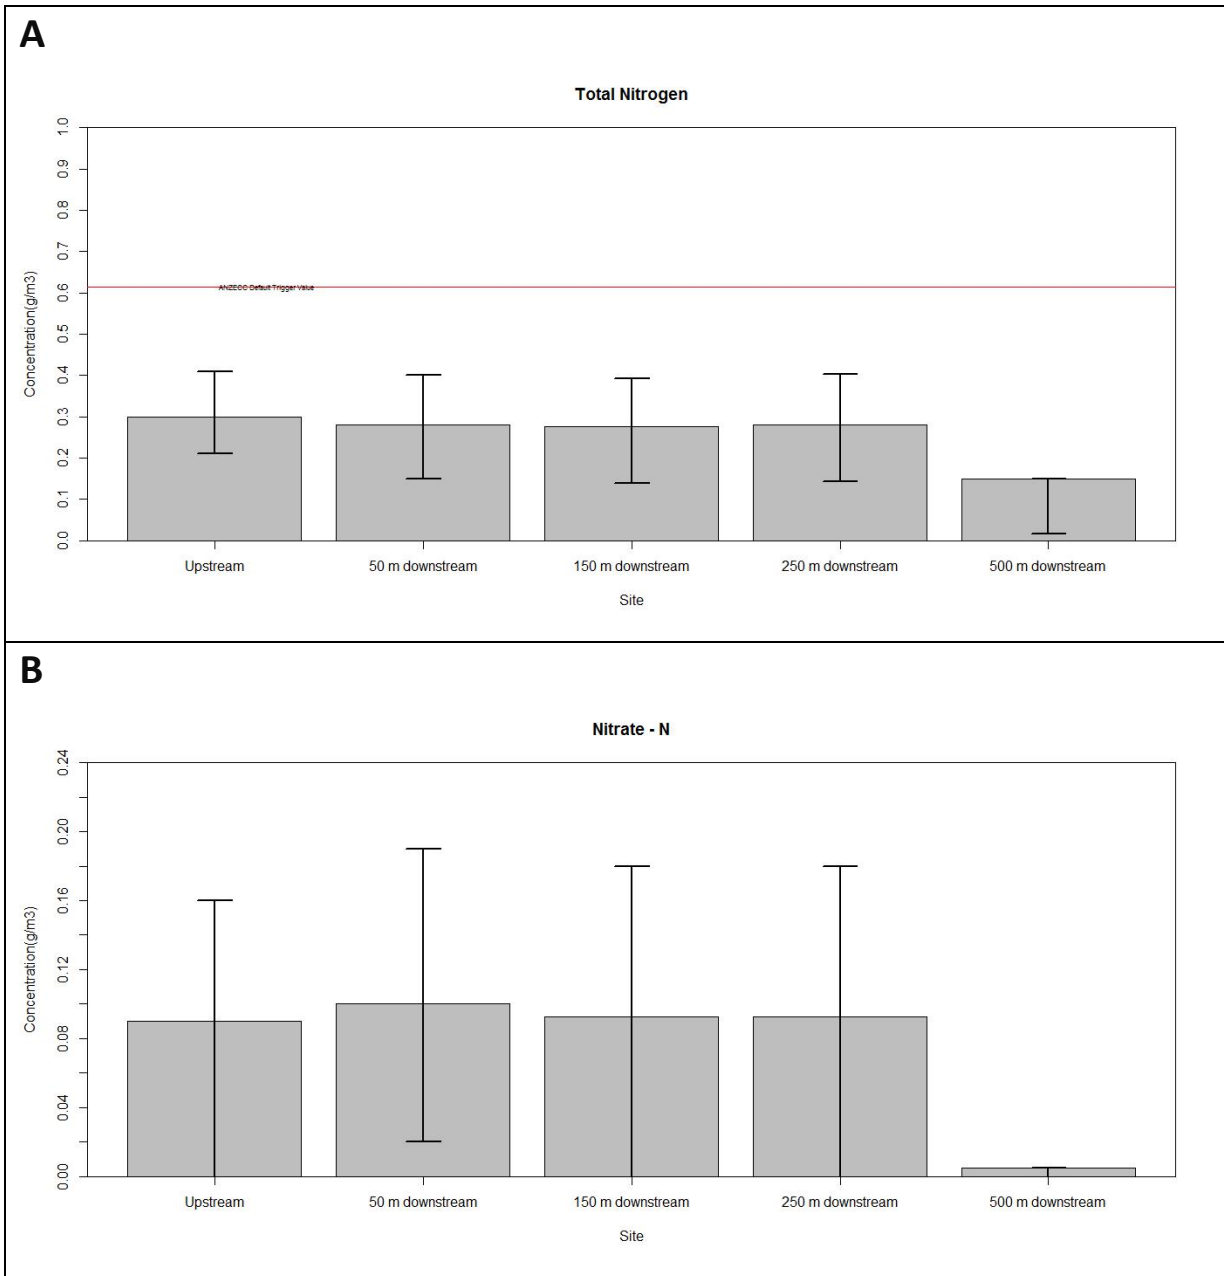 A
Total Nitrogen
1.0
0.9
0.8
0.7
0.6
0.5
0.4
0.3
0.2
0.1
0.0
Concentration(g/m3)
ANZECC Default Trigger Value
Upstream 50 m downstream 150 m downstream 250 m downstream 500 m downstream
Site
B
Nitrate - N
0.24
0.20
0.16
0.12
0.08
0.04
0.00
Concentration(g/m3)
Upstream 50 m downstream 150 m downstream 250 m downstream 500 m downstream
Site